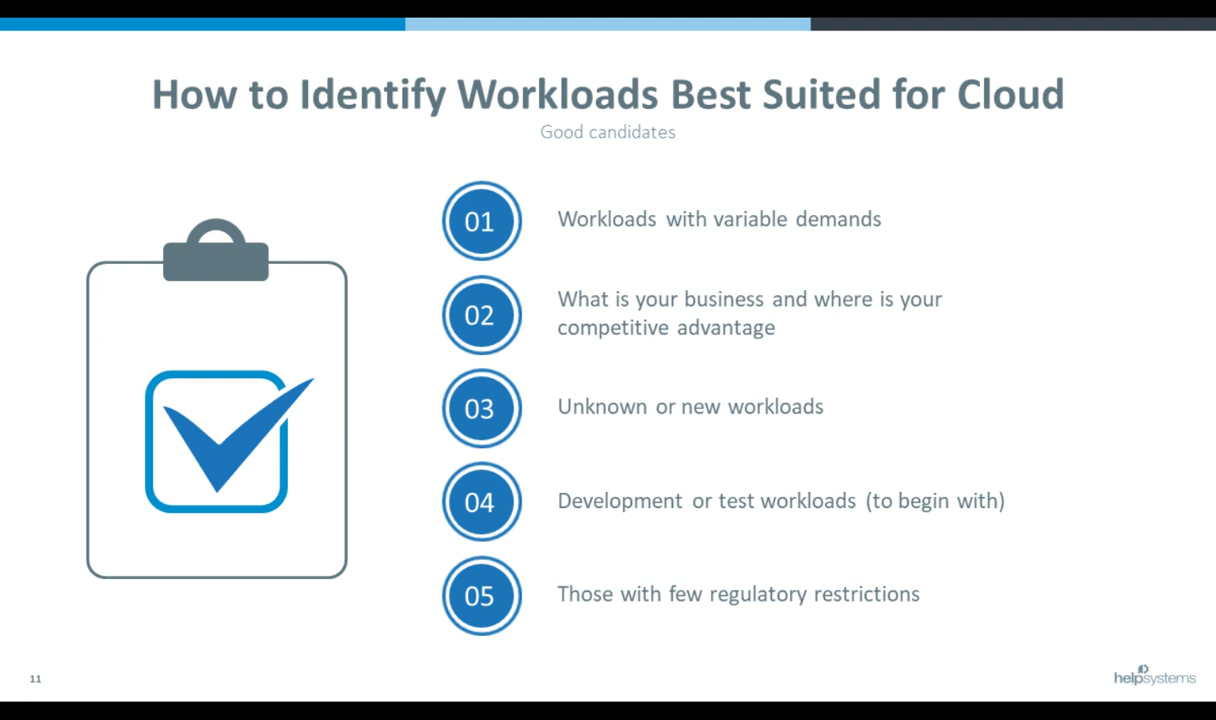 How to Identify Workloads Best Suited for Cloud
Good candidates
01
Workloads with variable demands
02
What is your business and where is your
competitive advantage
03
Unknown or new workloads
04
Development or test workloads (to begin with)
05
Those with few regulatory restrictions
11
helpsystems